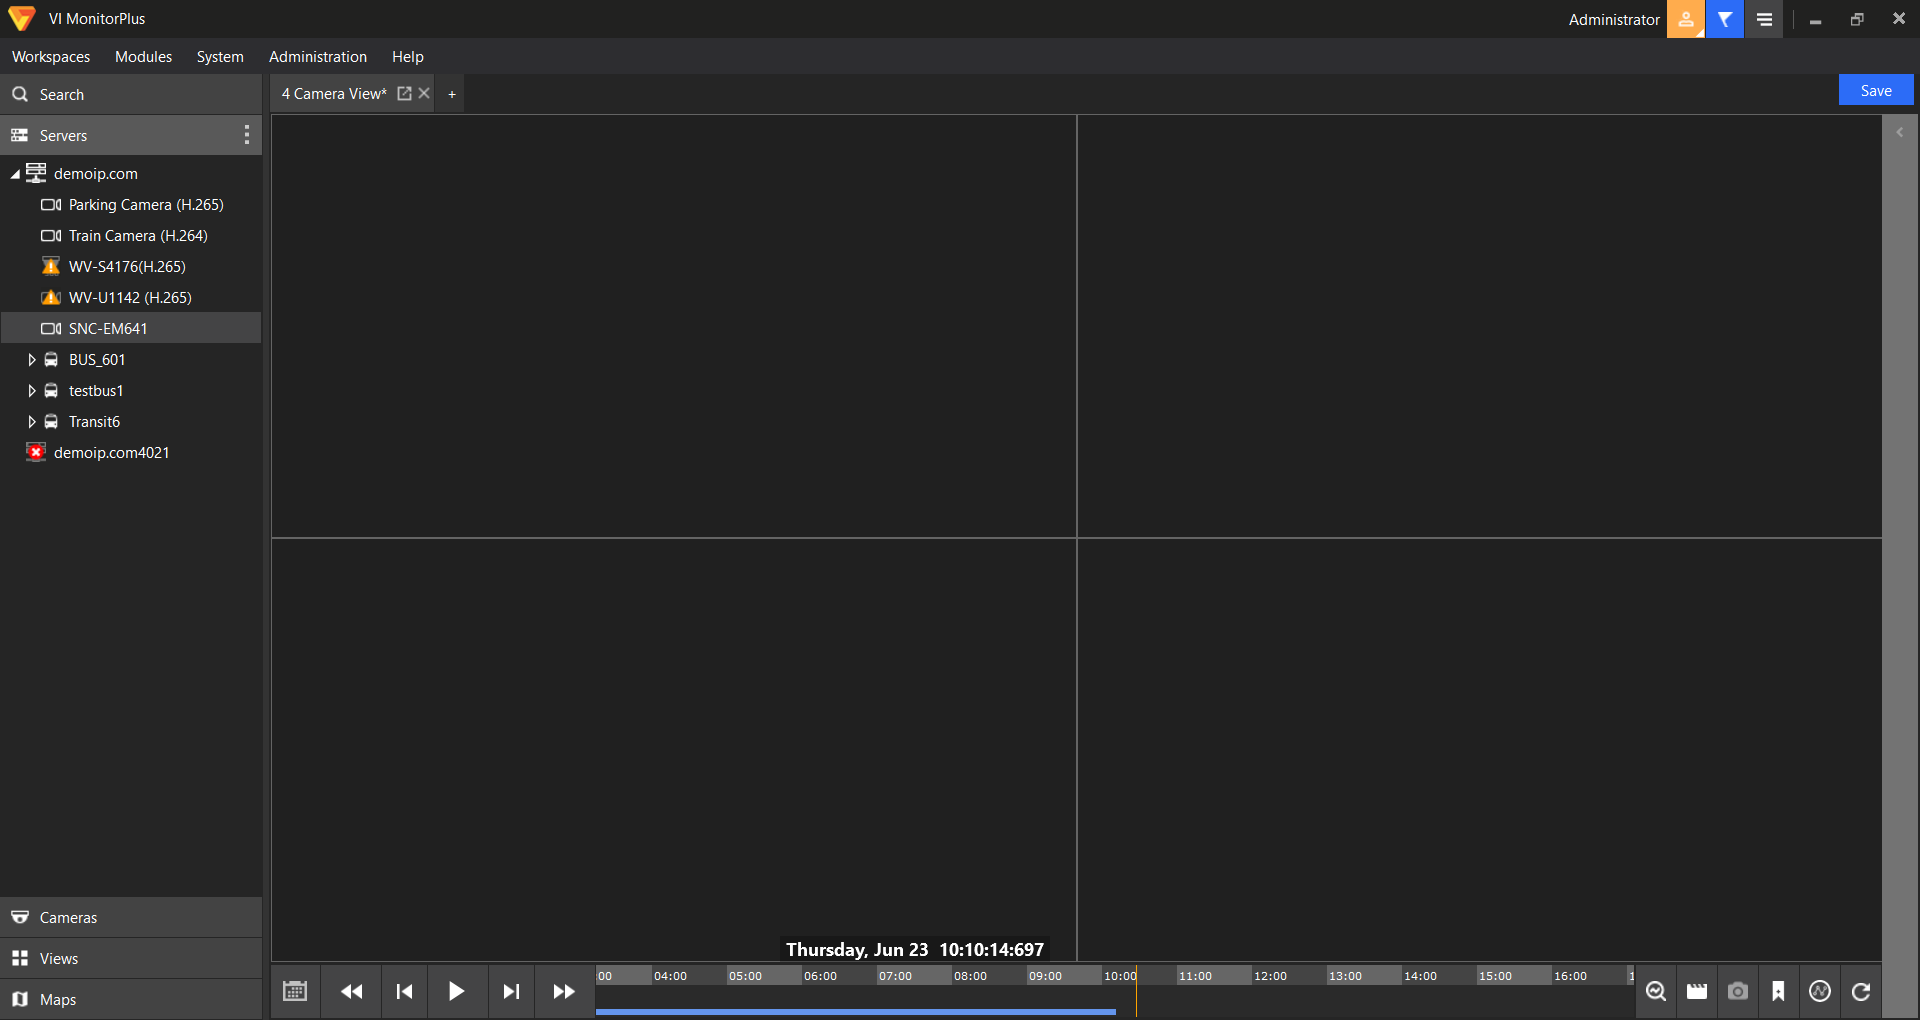 VI MonitorPlus
Administrator
Workspaces Modules System Administration Help
Search
4 Camera View* +
Save
Servers
demoip.com
Parking Camera (H.265)
Train Camera (H.264)
WV-S4176(H.265)
WV-U1142 (H.265)
SNC-EM641
BUS_601
testbus1
Transit6
demoip.com4021
Cameras
Views
Maps
Thursday, Jun 23 10:10:14:697
:00 04:00 05:00 06:00 07:00 08:00 09:00 10:00 11:00 12:00 13:00 14:00 15:00 16:00 1